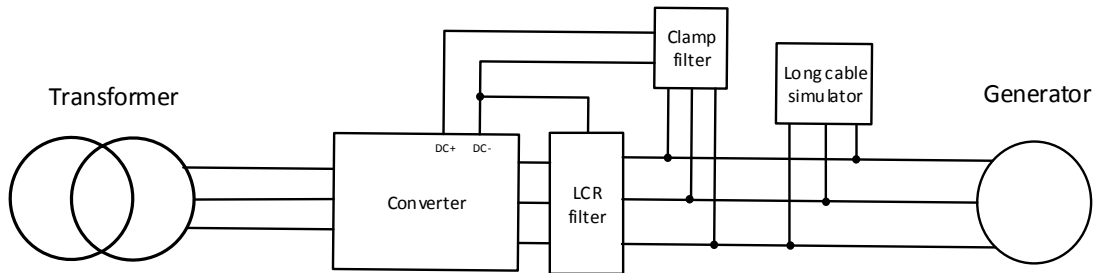 Clamp
filter
Long cable
simulator
Transformer
Generator
DC+ DC-
Converter
LCR
filter